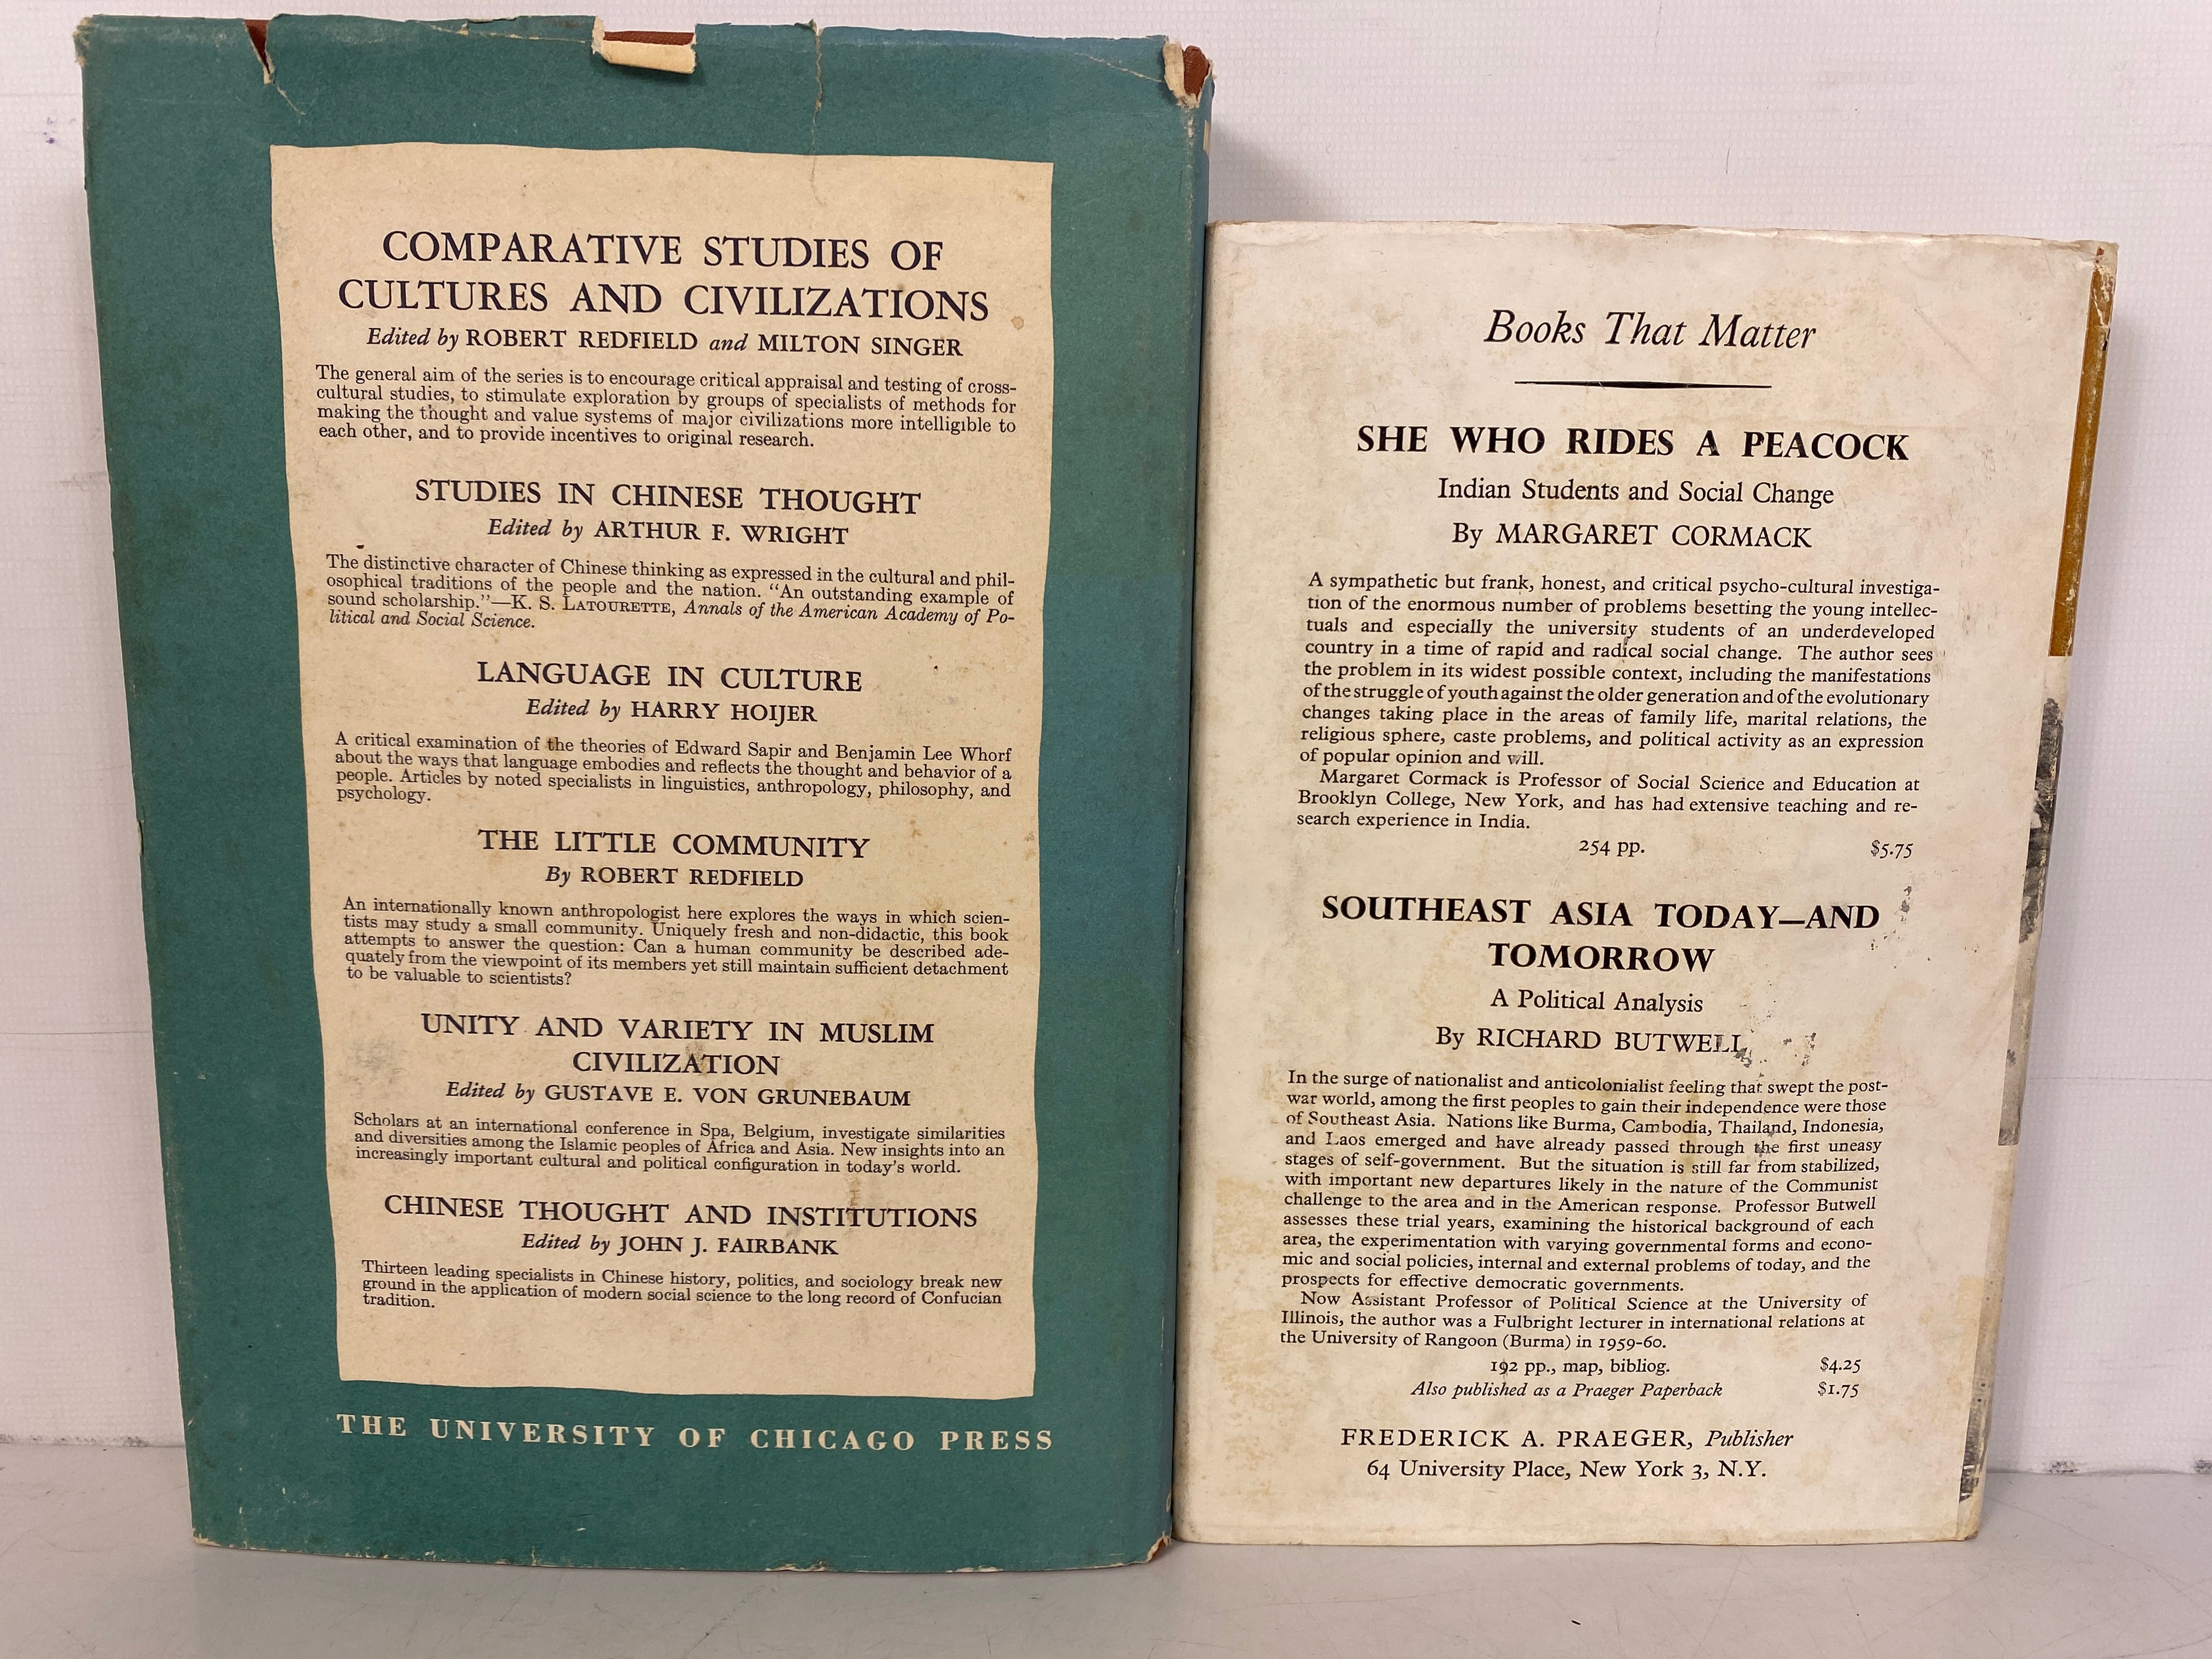 COMPARATIVE STUDIES OF
CULTURES AND CIVILIZATIONS
Edited by ROBERT REDFIELD and MILTON SINGER
The general aim of the series is to encourage critical appraisal and testing of cross-
cultural studies, to stimulate exploration by groups of specialists of methods for
making the thought and value systems of major civilizations more intelligible to
each other, and to provide incentives to original research.
STUDIES IN CHINESE THOUGHT
Edited by ARTHUR F. WRIGHT
The distinctive character of Chinese thinking as expressed in the cultural and phil-
osophical traditions of the people and the nation. “An outstanding example of
sound scholarship.”—K. S. LATOURETTE, Annals of the American Academy of Po-
litical and Social Science.
LANGUAGE IN CULTURE
Edited by HARRY HOIJER
A critical examination of the theories of Edward Sapir and Benjamin Lee Whorf
about the ways that language embodies and reflects the thought and behavior of a
people. Articles by noted specialists in linguistics, anthropology, philosophy, and
psychology.
THE LITTLE COMMUNITY
By ROBERT REDFIELD
An internationally known anthropologist here explores the ways in which scien-
tists may study a small community. Uniquely fresh and non-didactic, this book
attempts to answer the question: Can a human community be described ade-
quately from the viewpoint of its members yet still maintain sufficient detachment
to be valuable to scientists?
UNITY AND VARIETY IN MUSLIM
CIVILIZATION
Edited by GUSTAVE E. VON GRUNEBAUM
Scholars at an international conference in Spa, Belgium, investigate similarities
and diversities among the Islamic peoples of Africa and Asia. New insights into an
increasingly important cultural and political configuration in today's world.
CHINESE THOUGHT AND INSTITUTIONS
Edited by JOHN J. FAIRBANK
Thirteen leading specialists in Chinese history, politics, and sociology break new
ground in the application of modern social science to the long record of Confucian
tradition.
THE UNIVERSITY OF CHICAGO PRESS
Books That Matter
SHE WHO RIDES A PEACOCK
Indian Students and Social Change
By MARGARET CORMACK
A sympathetic but frank, honest, and critical psycho-cultural investiga-
tion of the enormous number of problems besetting the young intellec-
tuals and especially the university students of an underdeveloped
country in a time of rapid and radical social change. The author sees
the problem in its widest possible context, including the manifestations
of the struggle of youth against the older generation and of the evolutionary
changes taking place in the areas of family life, marital relations, the
religious sphere, caste problems, and political activity as an expression
of popular opinion and will.
Margaret Cormack is Professor of Social Science and Education at
Brooklyn College, New York, and has had extensive teaching and re-
search experience in India.
254 pp. $5.75
SOUTHEAST ASIA TODAY—AND
TOMORROW
A Political Analysis
By RICHARD BUTWELL
In the surge of nationalist and anticolonialist feeling that swept the post-
war world, among the first peoples to gain their independence were those
of Southeast Asia. Nations like Burma, Cambodia, Thailand, Indonesia,
and Laos emerged and have already passed through the first uneasy
stages of self-government. But the situation is still far from stabilized,
with important new departures likely in the nature of the Communist
challenge to the area and in the American response. Professor Butwell
assesses these trial years, examining the historical background of each
area, the experimentation with varying governmental forms and econo-
mic and social policies, internal and external problems of today, and the
prospects for effective democratic governments.
Now Assistant Professor of Political Science at the University of
Illinois, the author was a Fulbright lecturer in international relations at
the University of Rangoon (Burma) in 1959-60.
192 pp., map, bibliog. $4.25
Also published as a Praeger Paperback $1.75
FREDERICK A. PRAEGER, Publisher
64 University Place, New York 3, N.Y.